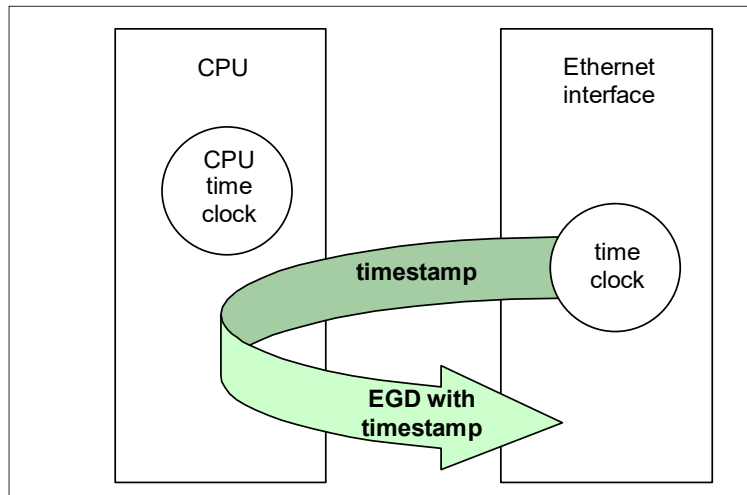 CPU
Ethernet
interface
CPU
time
clock
timestamp
time
clock
EGD with
timestamp